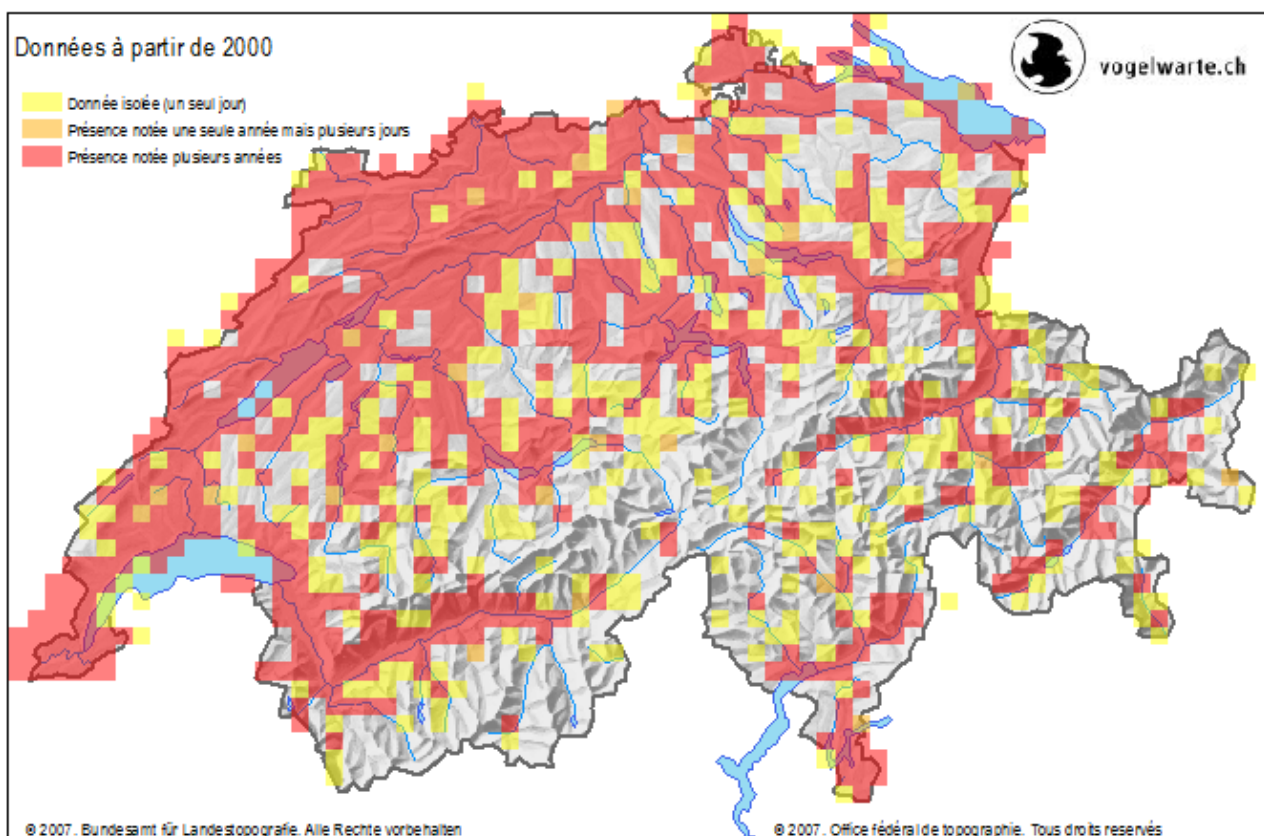 Données à partir de 2000
vogelwarte.ch
Donnée isolée (un seul jour)
Présence notée une seule année mais plusieurs jours
Présence notée plusieurs années
© 2007, Bundesamt für Landestopografie. Alle Rechte vorbehalten
© 2007, Office fédéral de topographie. Tous droits reservés